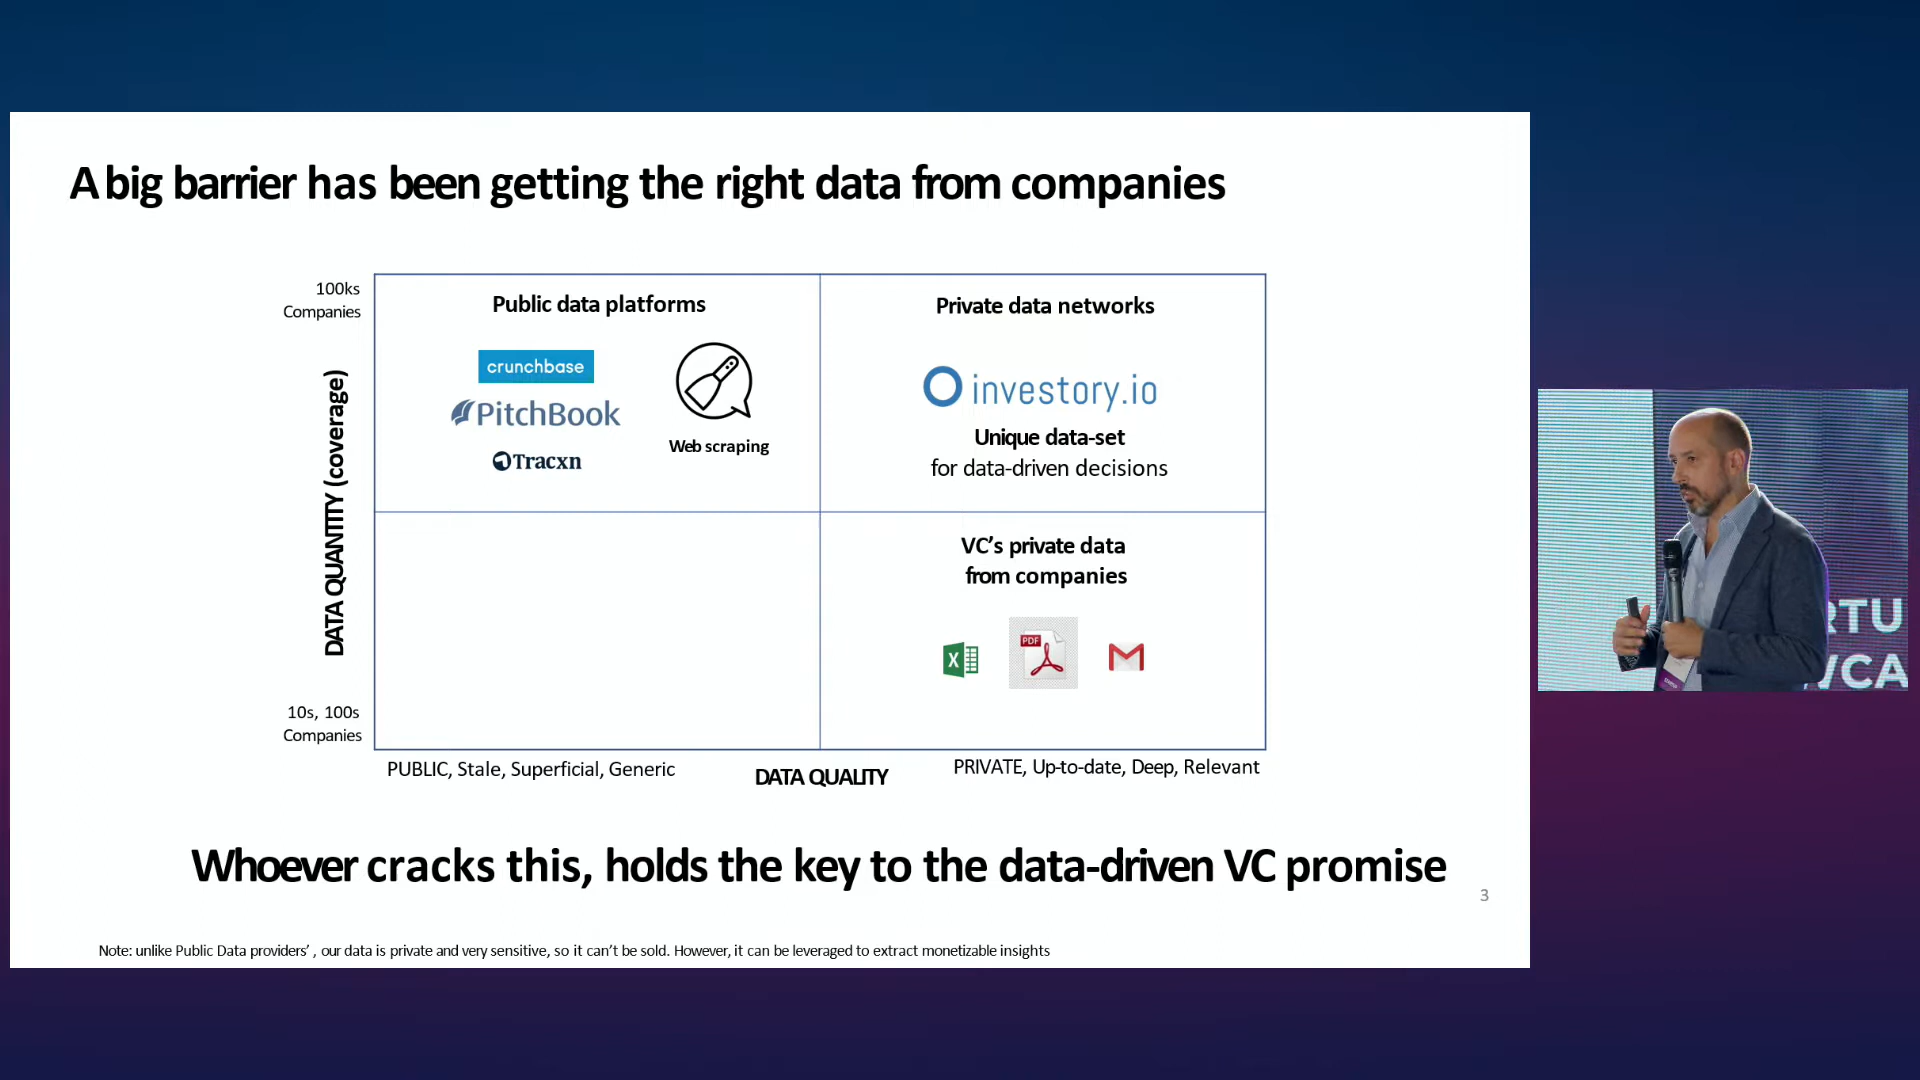 A big barrier has been getting the right data from companies
100ks
Companies
DATA QUANTITY (coverage)
10s, 100s
Companies
Public data platforms
crunchbase
PitchBook
Tracxn
Web scraping
Private data networks
investory.io
Unique data-set
for data-driven decisions
VC’s private data
from companies
X
PDF
PUBLIC, Stale, Superficial, Generic
DATA QUALITY
PRIVATE, Up-to-date, Deep, Relevant
Whoever cracks this, holds the key to the data-driven VC promise
3
Note: unlike Public Data providers’ , our data is private and very sensitive, so it can’t be sold. However, it can be leveraged to extract monetizable insights
RTU
VCA